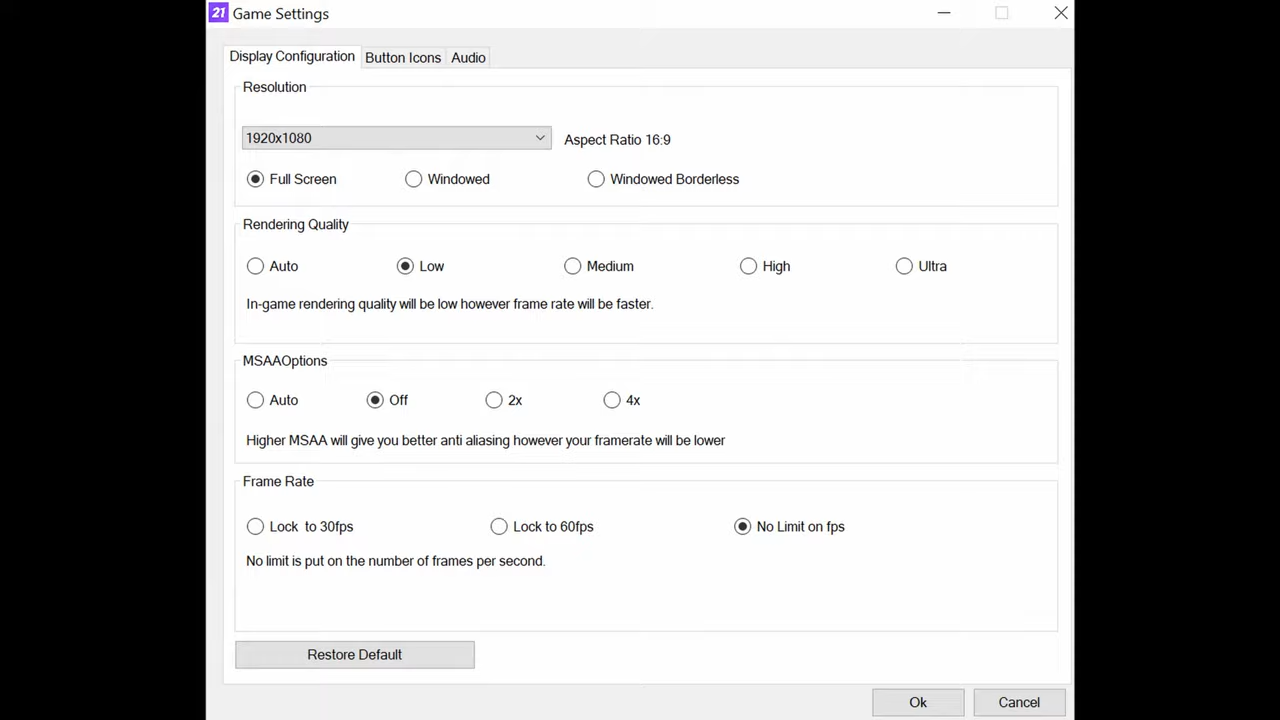 21 Game Settings
Display Configuration Button Icons Audio
Resolution
1920x1080 Aspect Ratio 16:9
Full Screen Windowed Windowed Borderless
Rendering Quality
Auto Low Medium High Ultra
In-game rendering quality will be low however frame rate will be faster.
MSAAOptions
Auto Off 2x 4x
Higher MSAA will give you better anti aliasing however your framerate will be lower
Frame Rate
Lock to 30fps Lock to 60fps No Limit on fps
No limit is put on the number of frames per second.
Restore Default
Ok Cancel